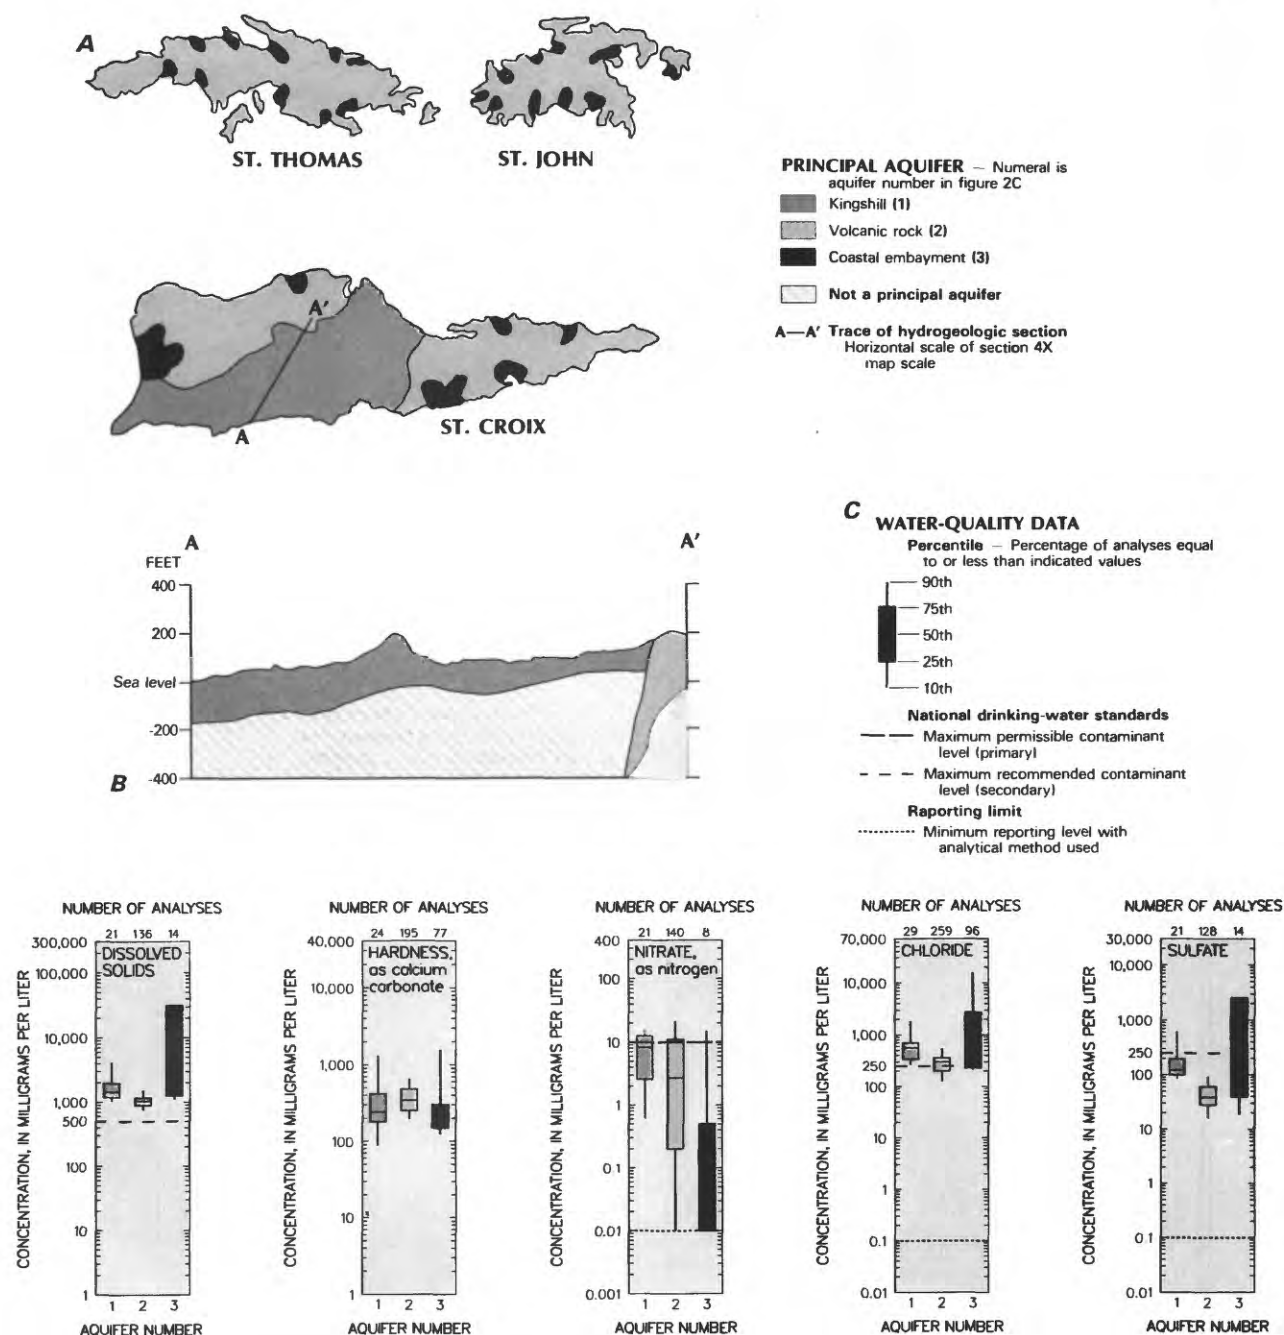 A
ST. THOMAS
ST. JOHN
PRINCIPAL AQUIFER — Numeral is
aquifer number in figure 2C
Kingshill (1)
Volcanic rock (2)
Coastal embayment (3)
Not a principal aquifer
A—A' Trace of hydrogeologic section
Horizontal scale of section 4X
map scale
A'
A
ST. CROIX
A
A'
FEET
400
200
Sea level
-200
-400
B
C
WATER-QUALITY DATA
Percentile — Percentage of analyses equal
to or less than indicated values
90th
75th
50th
25th
10th
National drinking-water standards
Maximum permissible contaminant
level (primary)
Maximum recommended contaminant
level (secondary)
Raporting limit
Minimum reporting level with
analytical method used
NUMBER OF ANALYSES
21 136 14
DISSOLVED
SOLIDS
CONCENTRATION, IN MILLIGRAMS PER LITER
300,000
100,000
10,000
1,000
500
100
10
1
1 2 3
AQUIFER NUMBER
NUMBER OF ANALYSES
24 195 77
HARDNESS,
as calcium
carbonate
CONCENTRATION, IN MILLIGRAMS PER LITER
40,000
10,000
1,000
100
10
1
1 2 3
AQUIFER NUMBER
NUMBER OF ANALYSES
21 140 8
NITRATE,
as nitrogen
CONCENTRATION, IN MILLIGRAMS PER LITER
400
100
10
1
0.1
0.01
0.001
1 2 3
AQUIFER NUMBER
NUMBER OF ANALYSES
29 259 96
CHLORIDE
CONCENTRATION, IN MILLIGRAMS PER LITER
70,000
10,000
1,000
250
100
10
1
0.1
0.01
1 2 3
AQUIFER NUMBER
NUMBER OF ANALYSES
21 128 14
SULFATE
CONCENTRATION, IN MILLIGRAMS PER LITER
30,000
10,000
1,000
250
100
10
1
0.1
0.01
1 2 3
AQUIFER NUMBER